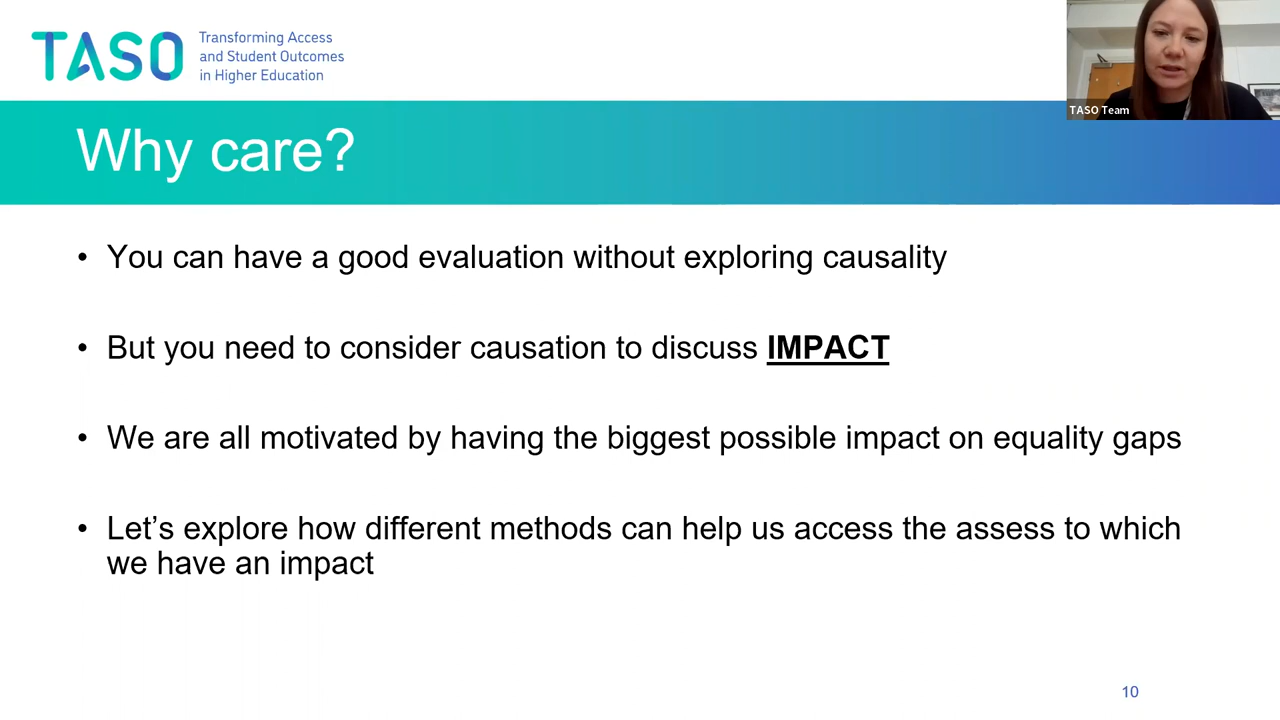 TASO
Transforming Access
and Student Outcomes
in Higher Education
TASO Team
Why care?
• You can have a good evaluation without exploring causality
• But you need to consider causation to discuss IMPACT
• We are all motivated by having the biggest possible impact on equality gaps
• Let’s explore how different methods can help us access the assess to which
we have an impact
10